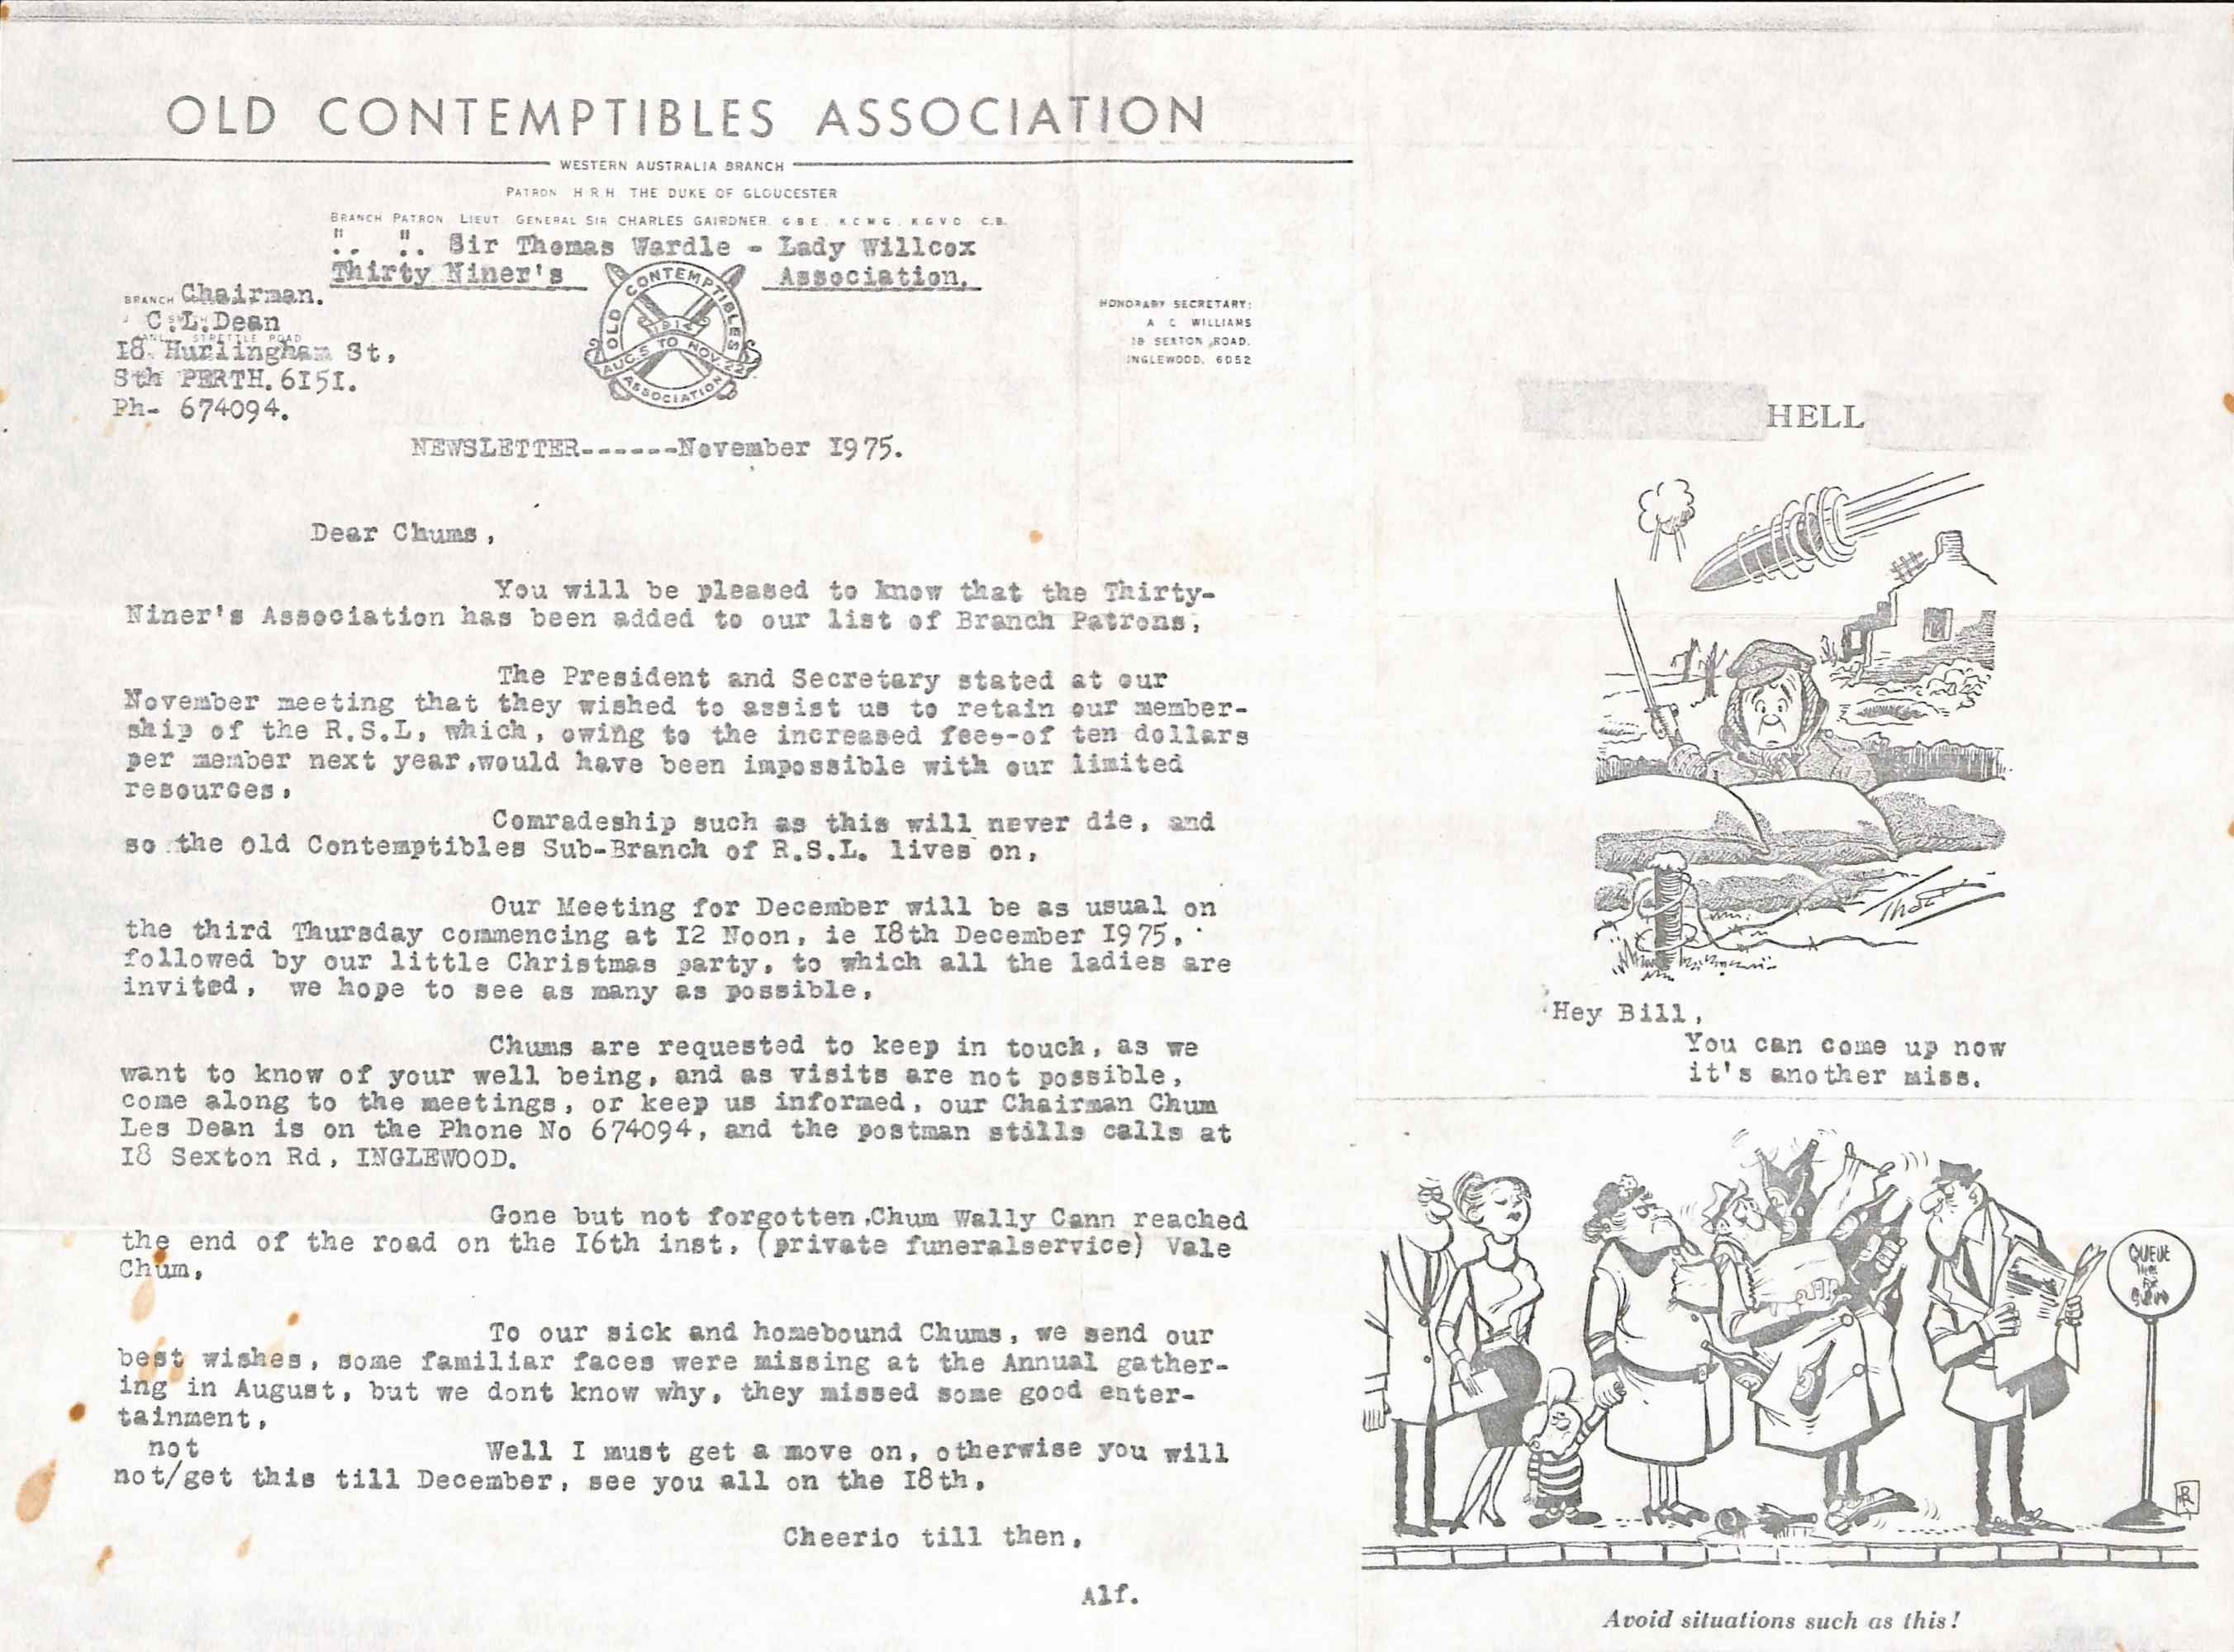 OLD CONTEMPTIBLES ASSOCIATION
WESTERN AUSTRALIA BRANCH
PATRON H R H THE DUKE OF GLOUCESTER
BRANCH PATRON LIEUT GENERAL SIR CHARLES GAIRDNER. G B E. K C M G. K G V O C.B.
". ". Sir Thomas Wardle - Lady Willcox
Thirty Niner's Association.
OLD CONTEMPTIBLES
1914
AUG. 5 TO NOV. 22
ASSOCIATION
BRANCH Chairman.
C.L.Dean
18 Hurlingham St,
Sth PERTH.6151.
Ph- 674094.
HONORARY SECRETARY:
A C WILLIAMS
18 SEXTON ROAD.
INGLEWOOD. 6052
NEWSLETTER------November 1975.
Dear Chums,
You will be pleased to know that the Thirty-
Niner's Association has been added to our list of Branch Patrons,
The President and Secretary stated at our
November meeting that they wished to assist us to retain our member-
ship of the R.S.L, which, owing to the increased fees-of ten dollars
per member next year,would have been impossible with our limited
resources,
Comradeship such as this will never die, and
so the old Contemptibles Sub-Branch of R.S.L. lives on,
Our Meeting for December will be as usual on
the third Thursday commencing at 12 Noon, ie 18th December 1975,
followed by our little Christmas party, to which all the ladies are
invited, we hope to see as many as possible,
Chums are requested to keep in touch, as we
want to know of your well being, and as visits are not possible,
come along to the meetings, or keep us informed, our Chairman Chum
Les Dean is on the Phone No 674094, and the postman stills calls at
18 Sexton Rd, INGLEWOOD.
Gone but not forgotten,Chum Wally Cann reached
the end of the road on the 16th inst, (private funeralservice) Vale
Chum,
To our sick and homebound Chums, we send our
best wishes, some familiar faces were missing at the Annual gather-
ing in August, but we dont know why, they missed some good enter-
tainment,
not Well I must get a move on, otherwise you will
not/get this till December, see you all on the 18th,
Cheerio till then,
Alf.
HELL
Hey Bill,
You can come up now
it's another miss.
QUEUE
FOR
Avoid situations such as this!